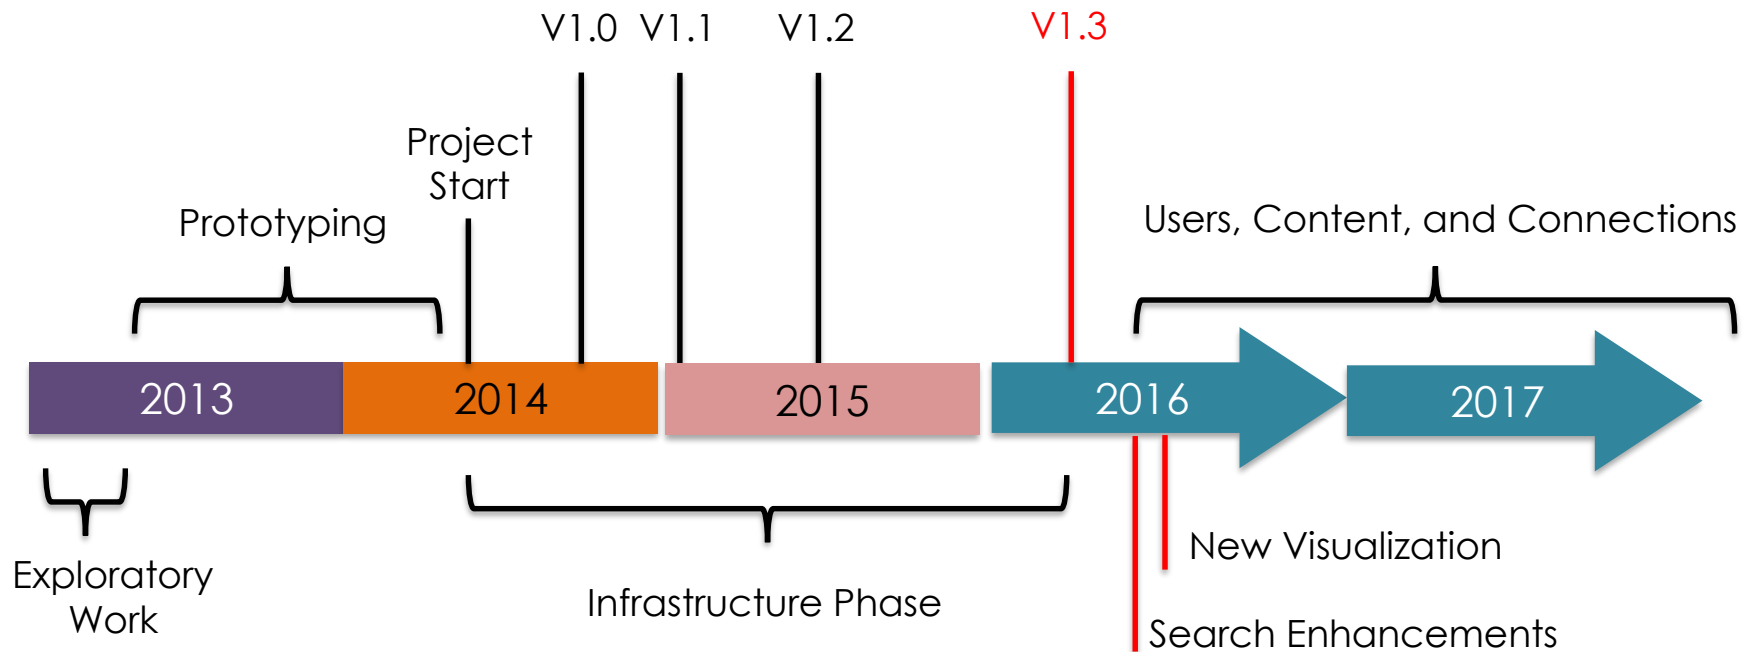 V1.0
V1.1
V1.2
V1.3
Project
Start
Prototyping
Users, Content, and Connections
2013
2014
2015
2016
2017
Exploratory
Work
Infrastructure Phase
New Visualization
Search Enhancements